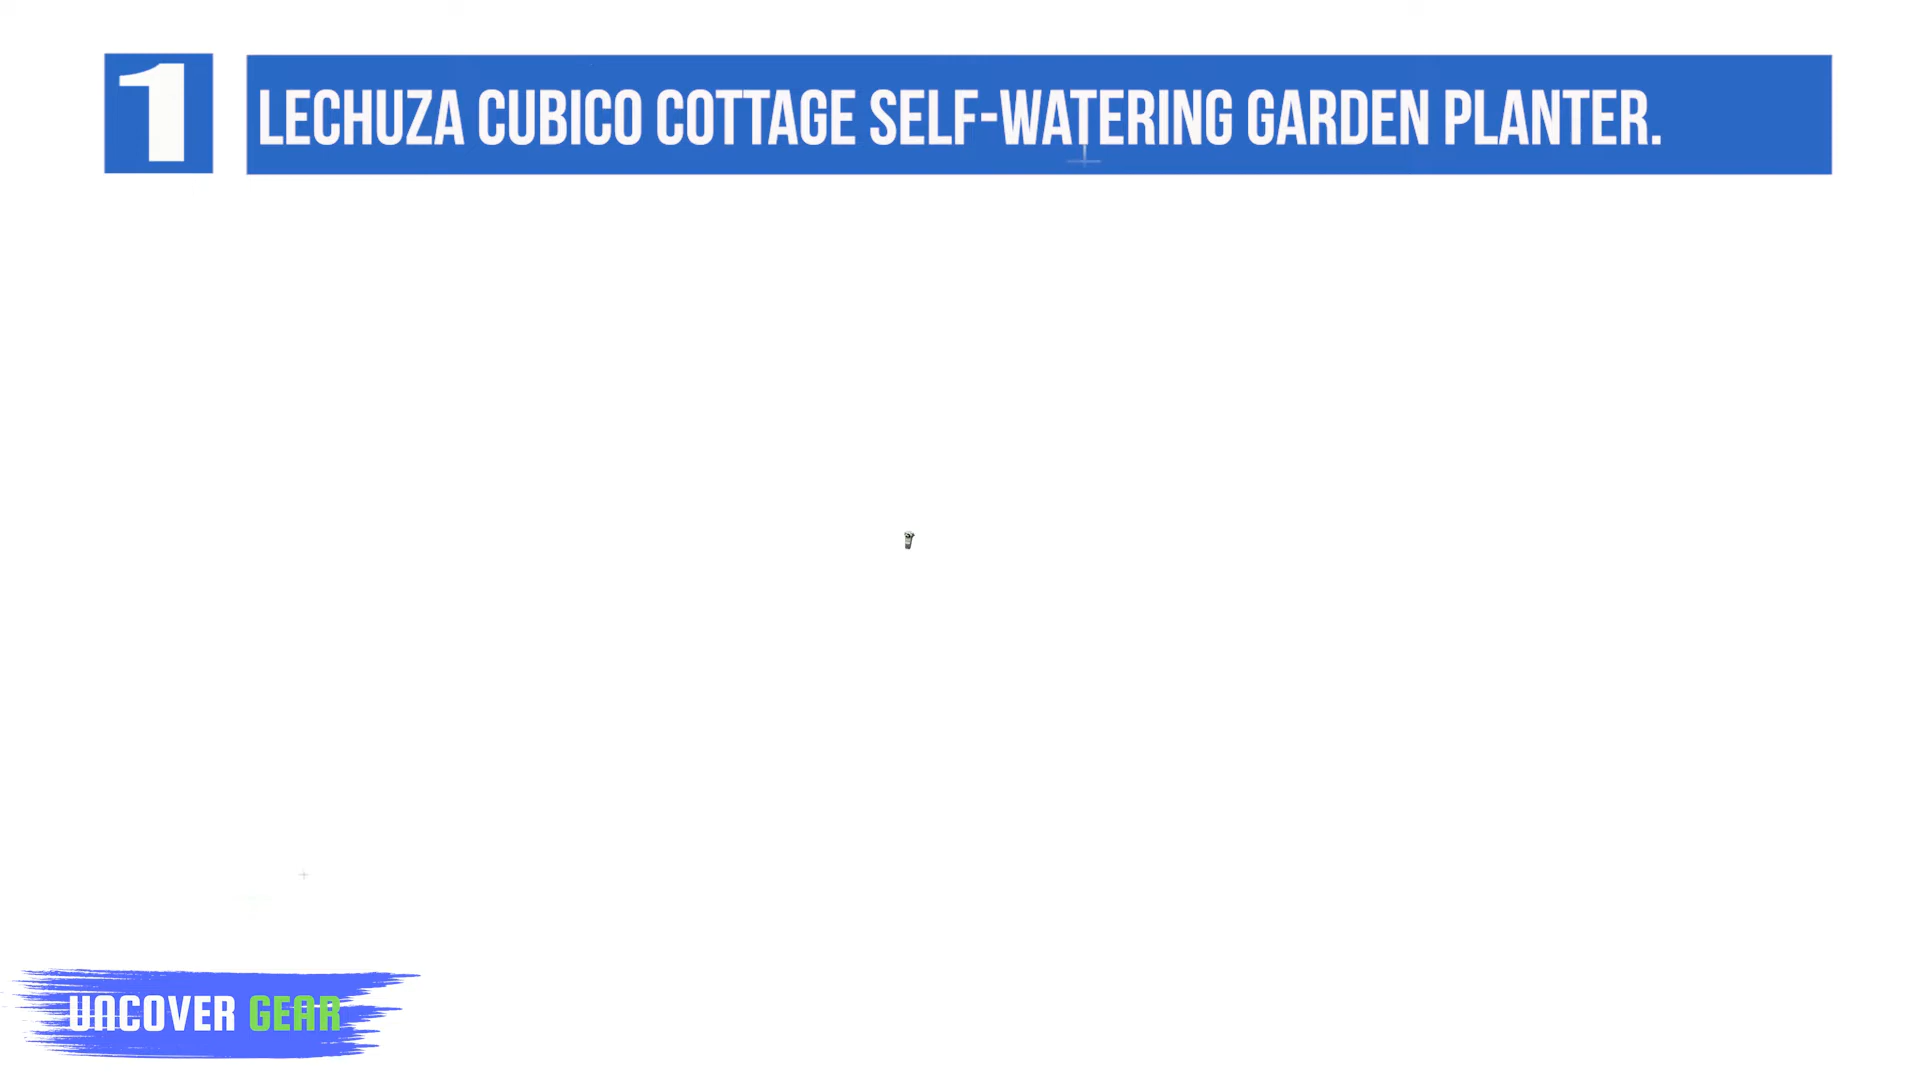 1
LECHUZA CUBICO COTTAGE SELF-WATERING GARDEN PLANTER.
UNCOVER GEAR